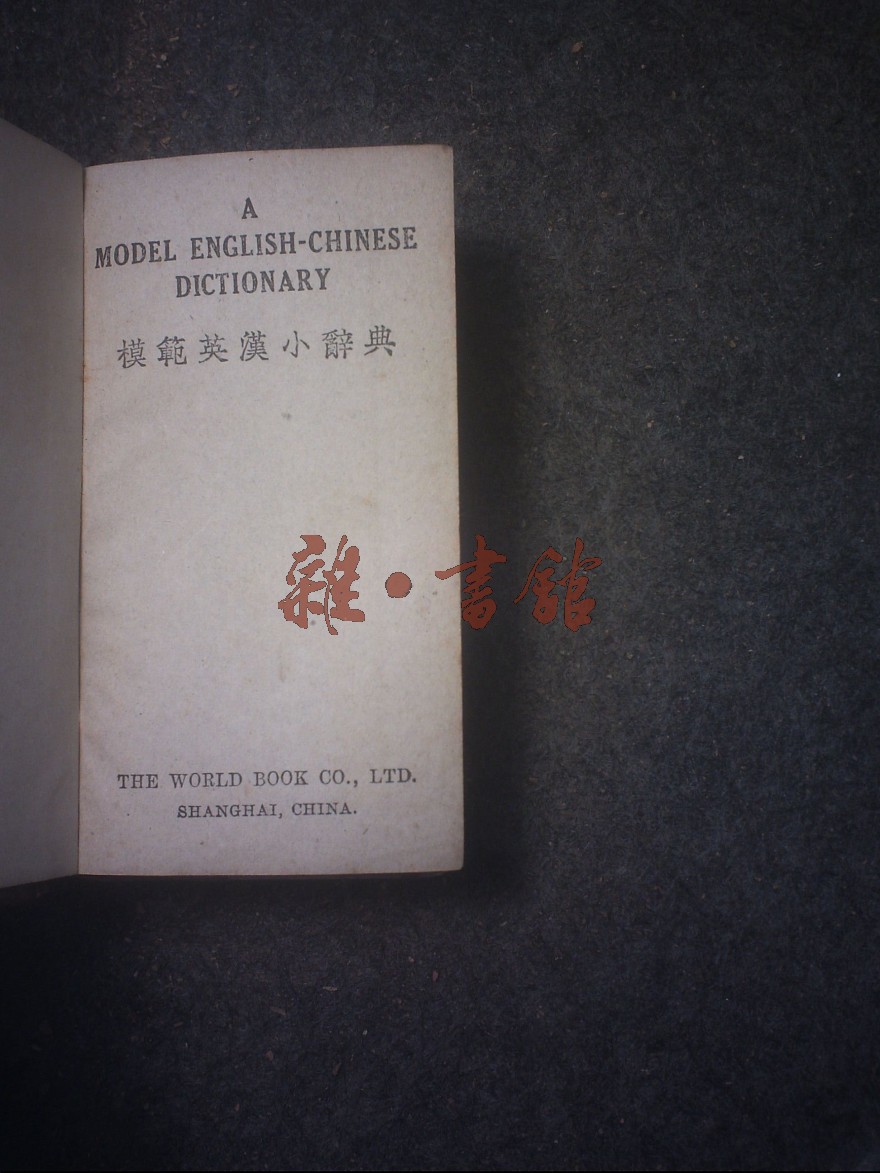 A
MODEL ENGLISH-CHINESE
DICTIONARY
模範英漢小辭典
雜·書館
THE WORLD BOOK CO., LTD.
SHANGHAI, CHINA.